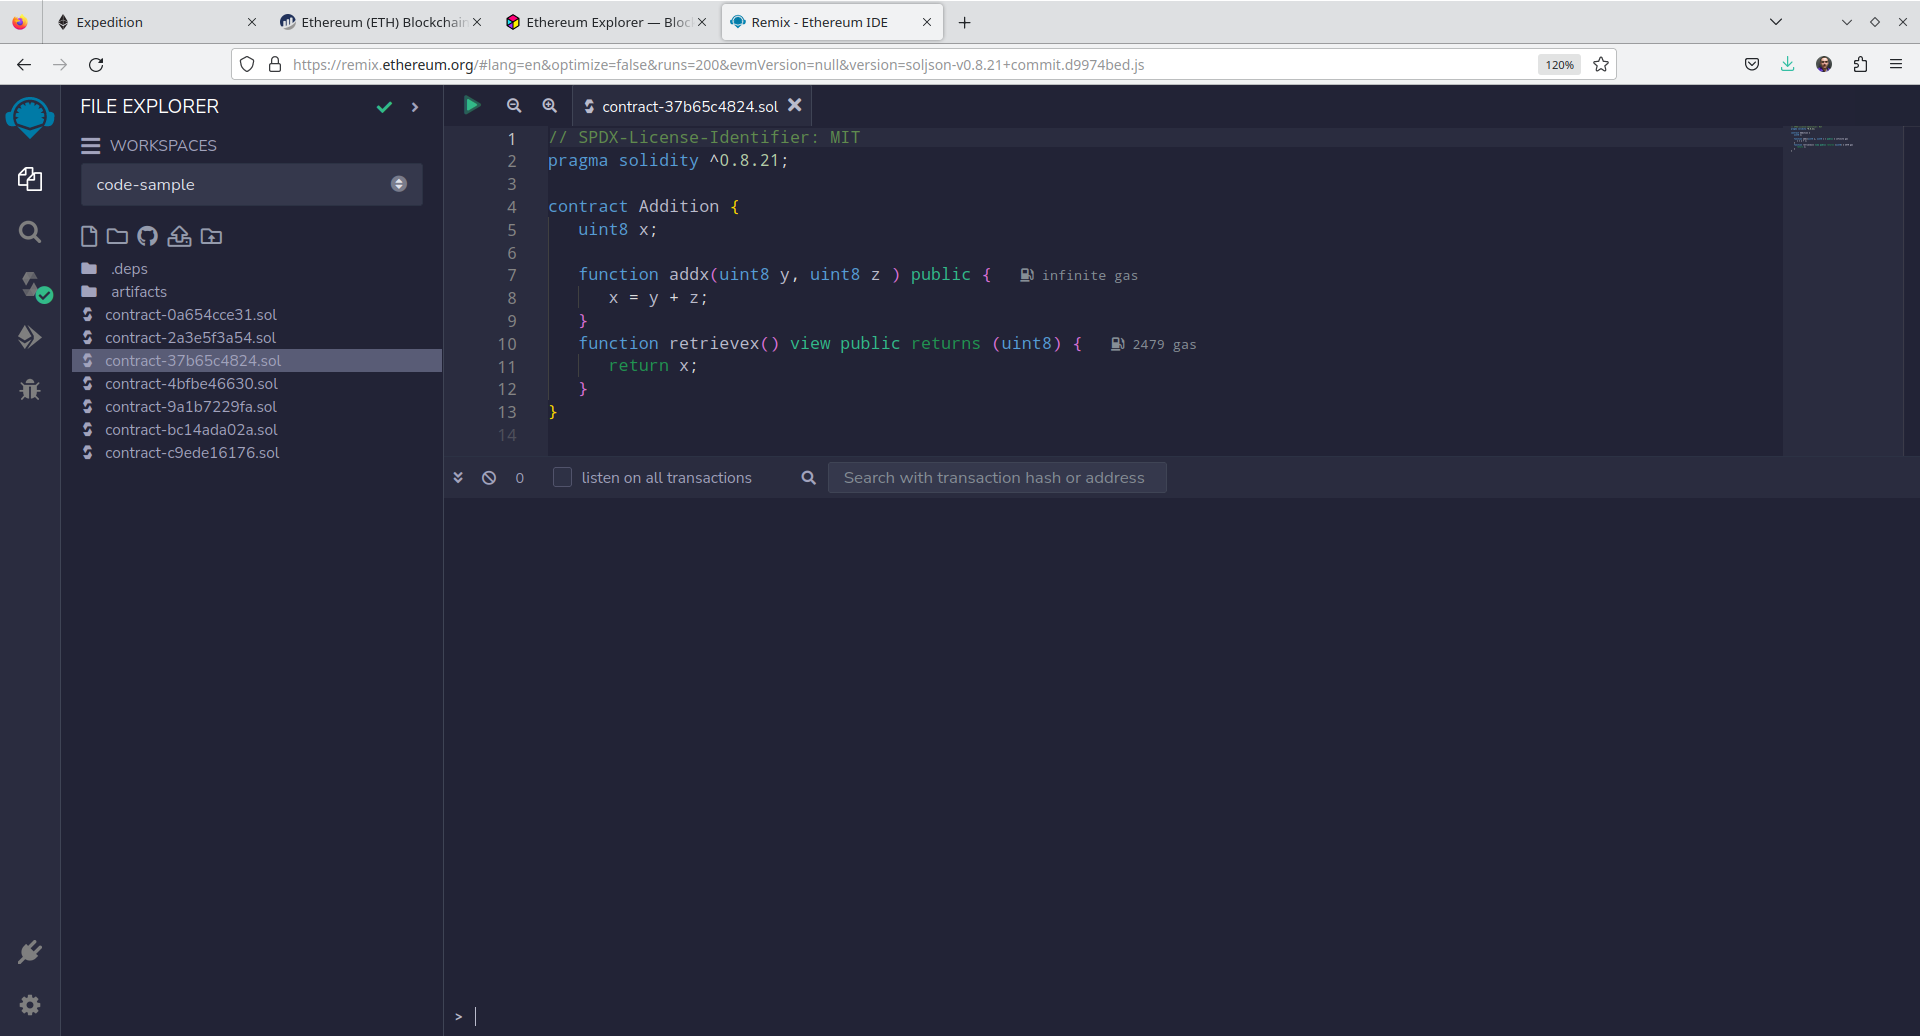 Expedition
Ethereum (ETH) Blockchain
Ethereum Explorer — Bloc
Remix - Ethereum IDE
https://remix.ethereum.org/#lang=en&optimize=false&runs=200&evmVersion=null&version=soljson-v0.8.21+commit.d9974bed.js
120%
FILE EXPLORER
WORKSPACES
code-sample
.deps
artifacts
contract-0a654cce31.sol
contract-2a3e5f3a54.sol
contract-37b65c4824.sol
contract-4bfbe46630.sol
contract-9a1b7229fa.sol
contract-bc14ada02a.sol
contract-c9ede16176.sol
contract-37b65c4824.sol
1 // SPDX-License-Identifier: MIT
2 pragma solidity ^0.8.21;
3
4 contract Addition {
5 uint8 x;
6
7 function addx(uint8 y, uint8 z ) public { infinite gas
8 x = y + z;
9 }
10 function retrievex() view public returns (uint8) { 2479 gas
11 return x;
12 }
13 }
14
0 listen on all transactions Search with transaction hash or address
>